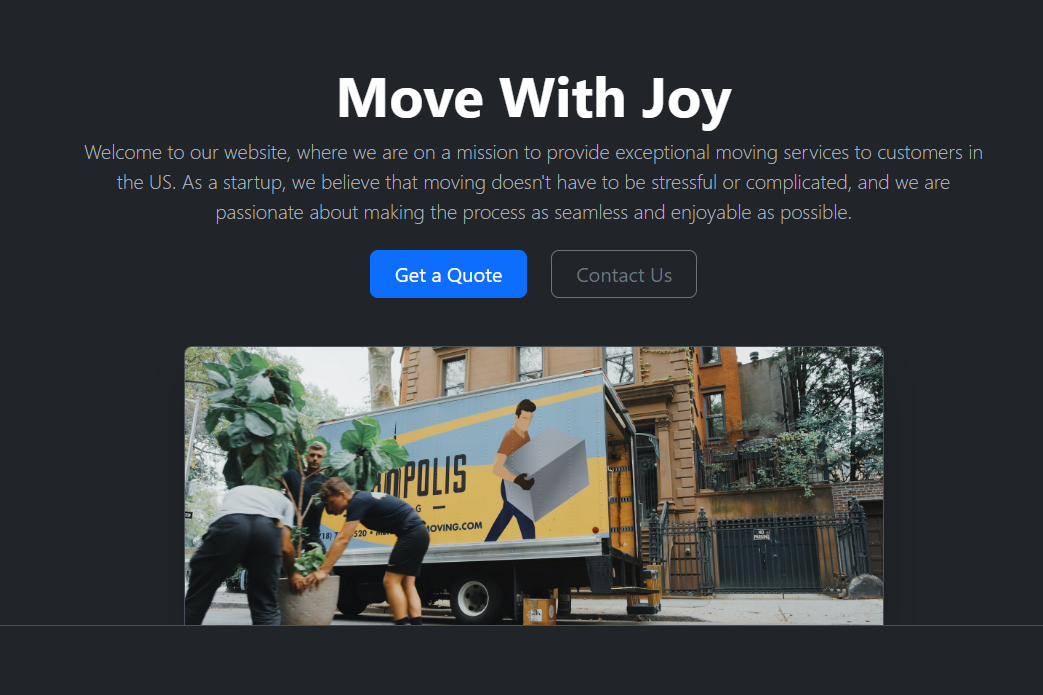 Move With Joy
Welcome to our website, where we are on a mission to provide exceptional moving services to customers in
the US. As a startup, we believe that moving doesn't have to be stressful or complicated, and we are
passionate about making the process as seamless and enjoyable as possible.
Get a Quote
Contact Us
OPOLIS
G
MOVING.COM
NO
PARKING